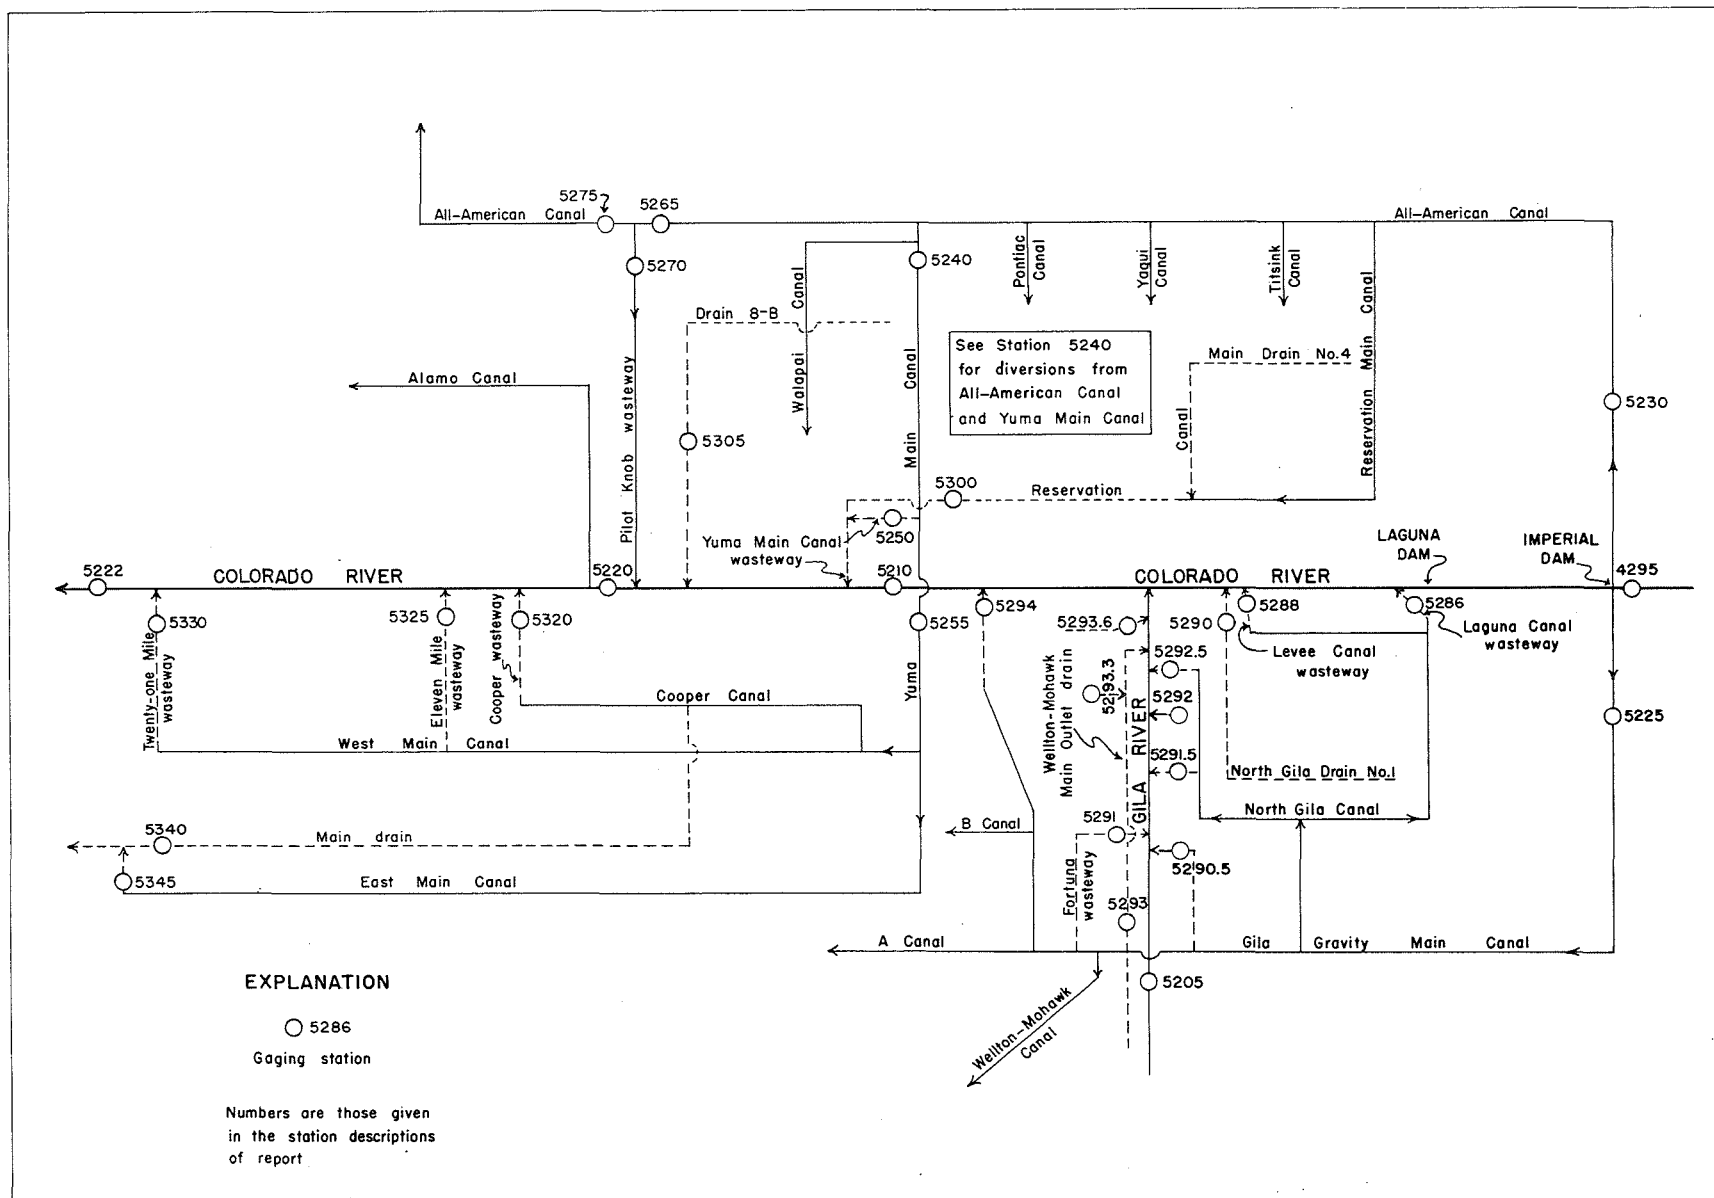 5275
5265
All-American Canal
All-American Canal
5270
5240
Pontiac
Canal
Yaqui
Canal
Titsink
Canal
Reservation Main Canal
Drain 8-B
Walapai Canal
Main Canal
See Station 5240
for diversions from
All-American Canal
and Yuma Main Canal
Main Drain No.4
Canal
Alamo Canal
5230
Pilot Knob wasteway
5305
5300
Reservation
5250
Yuma Main Canal
wasteway
LAGUNA
DAM
IMPERIAL
DAM
5222
COLORADO RIVER
5220
5210
COLORADO RIVER
4295
5330
5325
5320
5255
5294
5293.6
5290
5288
5286
Laguna Canal
wasteway
Levee Canal
wasteway
Twenty-one Mile
wasteway
Eleven Mile
wasteway
Cooper wasteway
Cooper Canal
Yuma
West Main Canal
Wellton-Mohawk
Main Outlet drain
5293.3
5292.5
5292
5291.5
GILA RIVER
5225
North Gila Drain No.1
North Gila Canal
5340
Main drain
B Canal
5291
5290.5
5345
East Main Canal
Fortuna
wasteway
5293
A Canal
Gila Gravity Main Canal
5205
Wellton-Mohawk
Canal
EXPLANATION
5286
Gaging station
Numbers are those given
in the station descriptions
of report